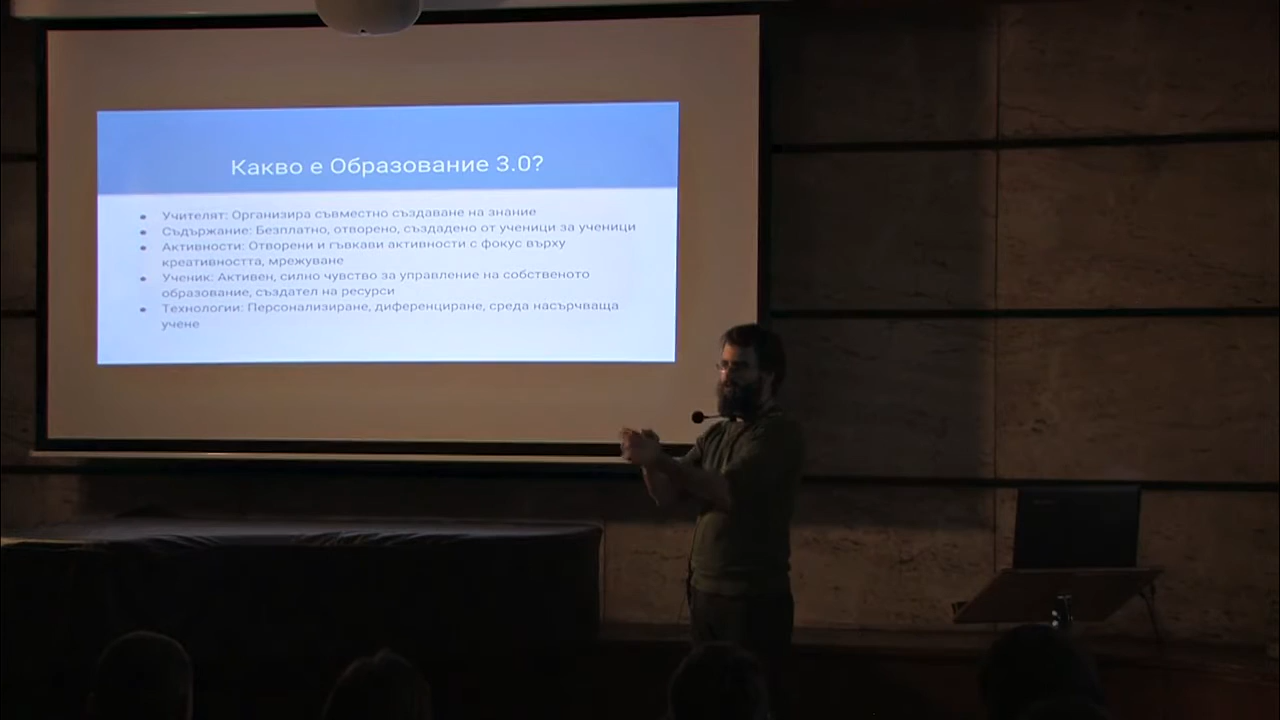 Какво е Образование 3.0?
● Учителят: Организира съвместно създаване на знание
● Съдържание: Безплатно, отворено, създадено от ученици за ученици
● Активности: Отворени и гъвкави активности с фокус върху
креативността, мрежуване
● Ученик: Активен, силно чувство за управление на собственото
образование, създател на ресурси
● Технологии: Персонализиране, диференциране, среда насърчваща
учене